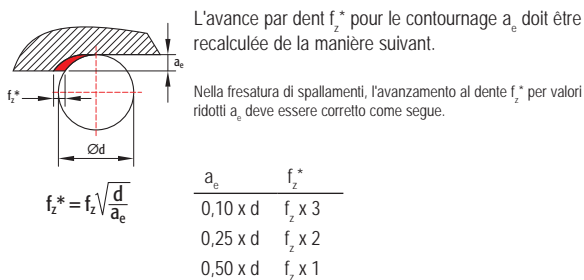 L'avance par dent f_z* pour le contournage a_e doit être
recalculée de la manière suivant.
Nella fresatura di spallamenti, l'avanzamento al dente f_z* per valori
ridotti a_e deve essere corretto come segue.
a_e
f_z*
Ød
f_z* = f_z √(d/a_e)
a_e f_z*
0,10 x d f_z x 3
0,25 x d f_z x 2
0,50 x d f_z x 1